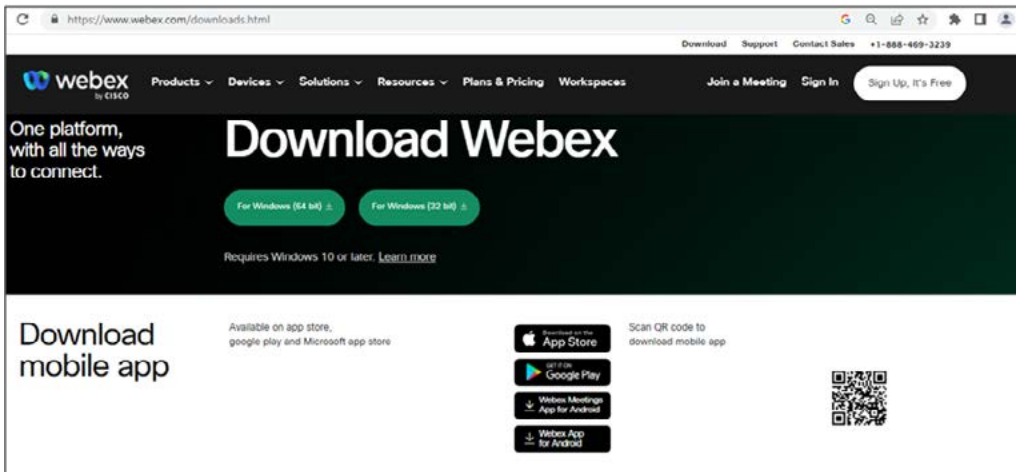 https://www.webex.com/downloads.html
Download Support Contact Sales +1-888-469-3239
webex
by CISCO
Products Devices Solutions Resources Plans & Pricing Workspaces Join a Meeting Sign In Sign Up, It's Free
One platform,
with all the ways
to connect.
Download Webex
For Windows (64 bit) For Windows (32 bit)
Requires Windows 10 or later. Learn more
Download
mobile app
Available on app store,
google play and Microsoft app store
Download on the
App Store
GET IT ON
Google Play
Webex Meetings
App for Android
Webex App
for Android
Scan QR code to
download mobile app